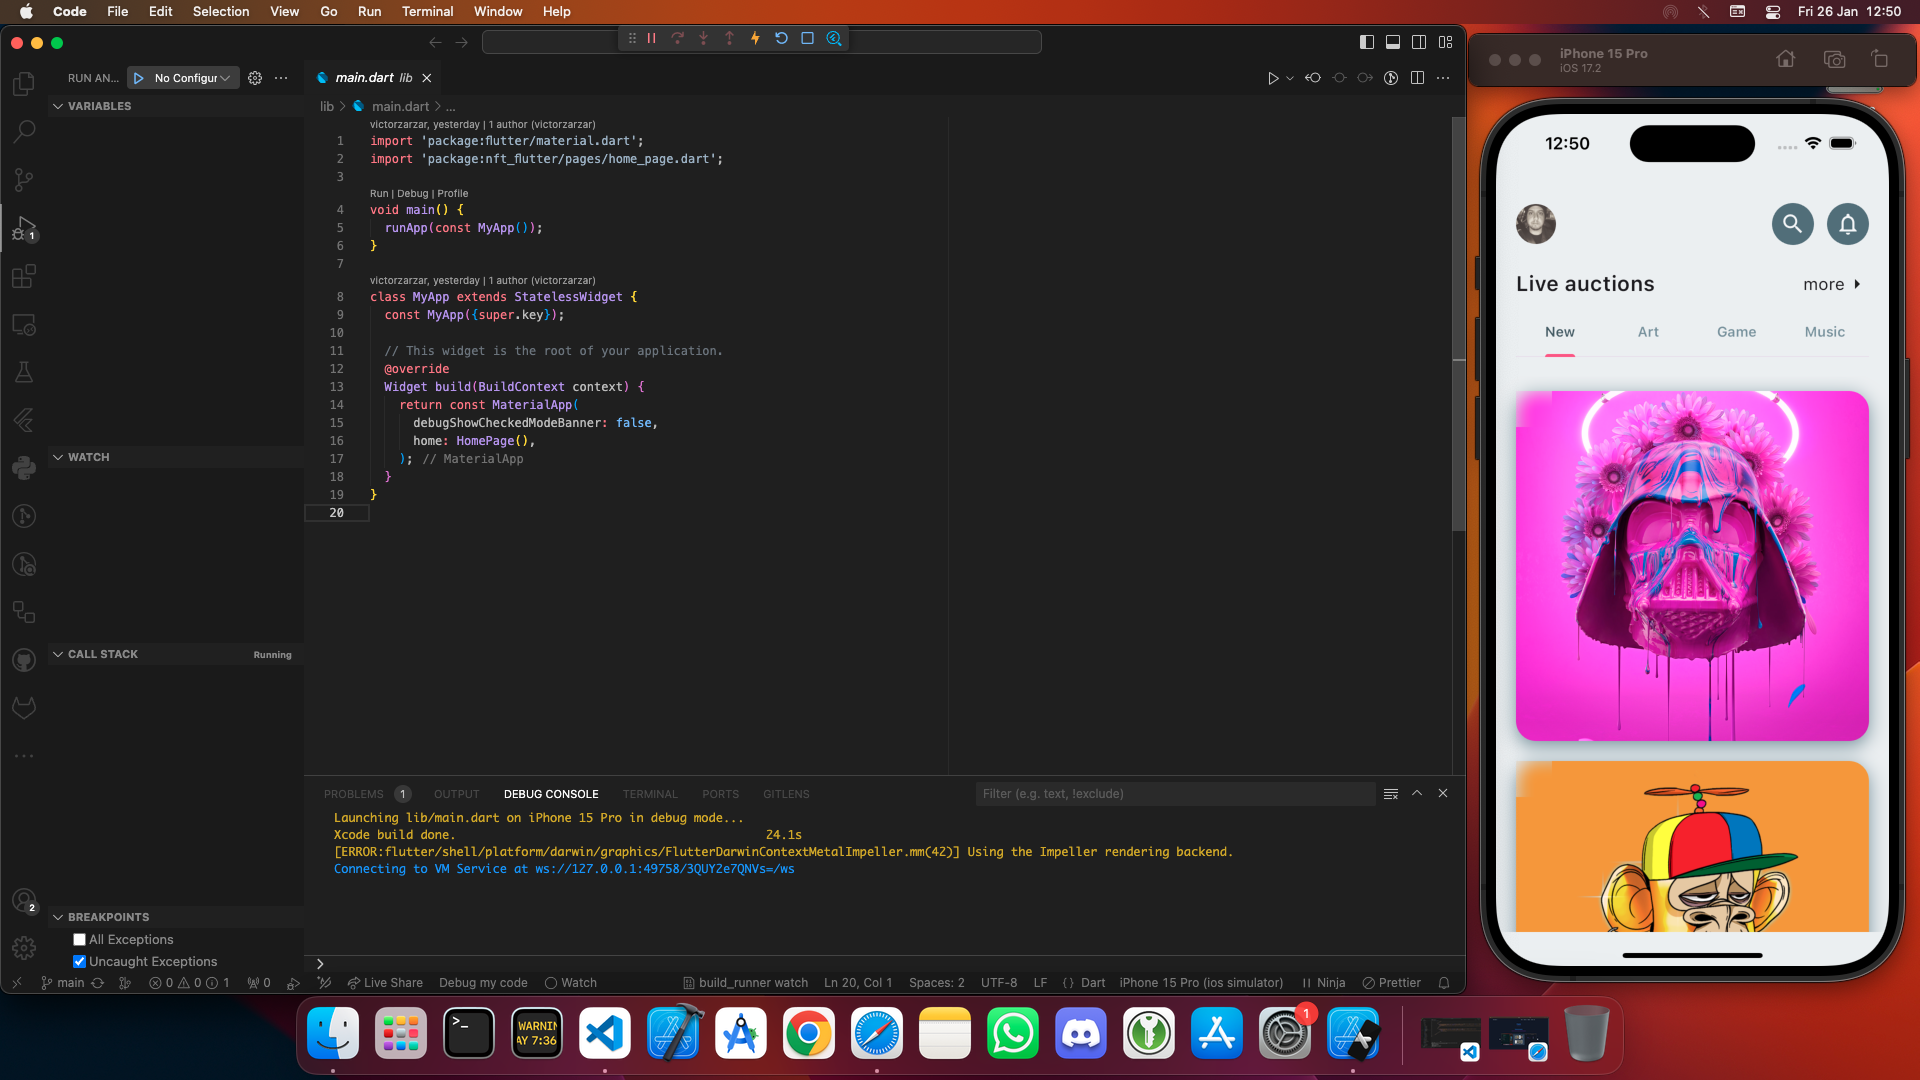 Code File Edit Selection View Go Run Terminal Window Help
Fri 26 Jan 12:50
RUN AN... No Configur
main.dart lib
iPhone 15 Pro
iOS 17.2
VARIABLES
lib > main.dart > ...
victorzarzar, yesterday | 1 author (victorzarzar)
1 import 'package:flutter/material.dart';
2 import 'package:nft_flutter/pages/home_page.dart';
3
Run | Debug | Profile
4 void main() {
5 runApp(const MyApp());
6 }
7
victorzarzar, yesterday | 1 author (victorzarzar)
8 class MyApp extends StatelessWidget {
9 const MyApp({super.key});
10
11 // This widget is the root of your application.
12 @override
13 Widget build(BuildContext context) {
14 return const MaterialApp(
15 debugShowCheckedModeBanner: false,
16 home: HomePage(),
17 ); // MaterialApp
18 }
19 }
20
1
WATCH
CALL STACK Running
BREAKPOINTS
All Exceptions
Uncaught Exceptions
2
PROBLEMS 1 OUTPUT DEBUG CONSOLE TERMINAL PORTS GITLENS
Filter (e.g. text, !exclude)
Launching lib/main.dart on iPhone 15 Pro in debug mode...
Xcode build done. 24.1s
[ERROR:flutter/shell/platform/darwin/graphics/FlutterDarwinContextMetalImpeller.mm(42)] Using the Impeller rendering backend.
Connecting to VM Service at ws://127.0.0.1:49758/3QUYZe7QNVs=/ws
>
main 0 0 1 0 Live Share Debug my code Watch build_runner watch Ln 20, Col 1 Spaces: 2 UTF-8 LF {} Dart iPhone 15 Pro (ios simulator) Ninja Prettier
12:50
Live auctions
more
New Art Game Music
>_
WARNIN
AY 7:36
1